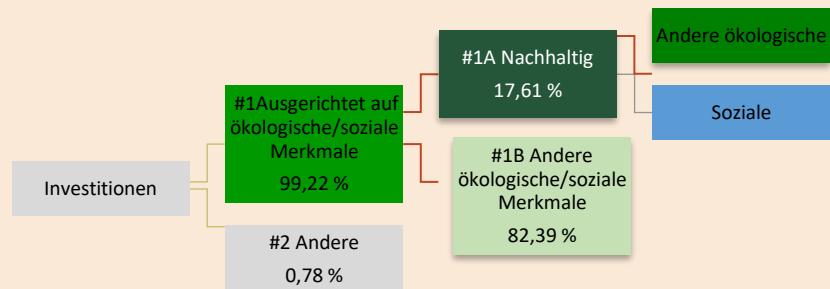 Investitionen
#1Ausgerichtet auf
ökologische/soziale
Merkmale
99,22 %
#2 Andere
0,78 %
#1A Nachhaltig
17,61 %
#1B Andere
ökologische/soziale
Merkmale
82,39 %
Andere ökologische
Soziale